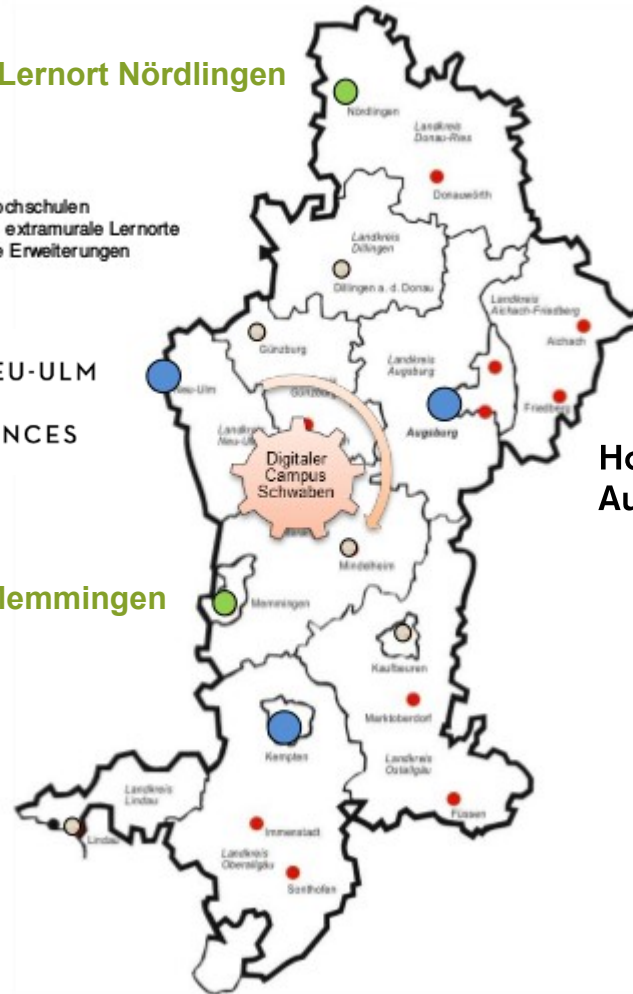 Lernort Nördlingen
Nördlingen
Landkreis
Donau-Ries
Donauwörth
ochschulen
extramurale Lernorte
e Erweiterungen
Landkreis
Dillingen
Dillingen a. d. Donau
Landkreis
Aichach-Friedberg
Aichach
Günzburg
Landkreis
Augsburg
EU-ULM
Neu-Ulm
Günzburg
Friedberg
Augsburg
NCES
Landkreis
Neu-Ulm
Digitaler
Campus
Schwaben
Ho
Au
Mindelheim
Memmingen
Memmingen
Kaufbeuren
Marktoberdorf
Kempten
Landkreis
Ostallgäu
Landkreis
Lindau
Füssen
Lindau
Immenstadt
Landkreis
Oberallgäu
Sonthofen